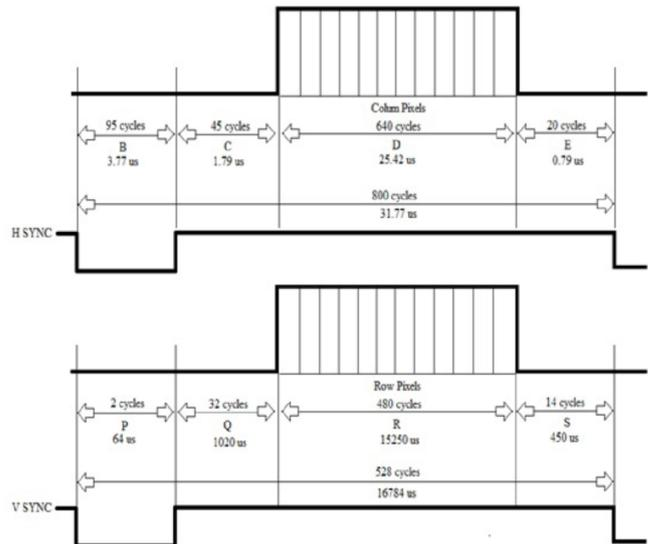 Colum Pixels
95 cycles 45 cycles 640 cycles 20 cycles
B C D E
3.77 us 1.79 us 25.42 us 0.79 us
800 cycles
31.77 us
H SYNC
Row Pixels
2 cycles 32 cycles 480 cycles 14 cycles
P Q R S
64 us 1020 us 15250 us 450 us
528 cycles
16784 us
V SYNC